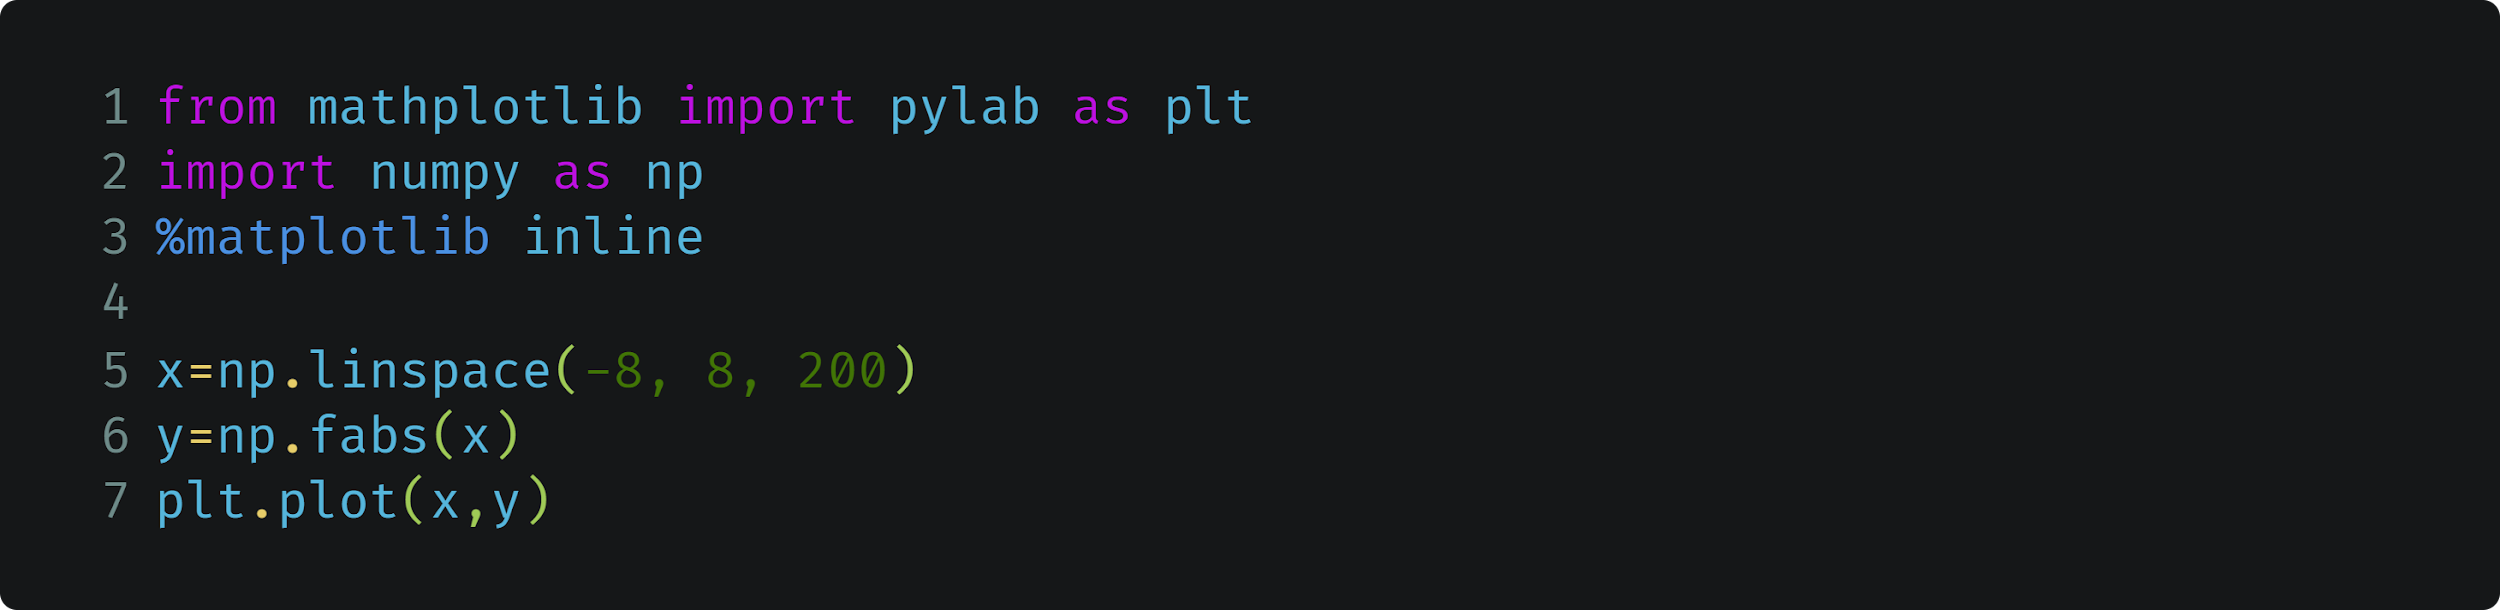 1 from mathplotlib import pylab as plt
2 import numpy as np
3 %matplotlib inline
4
5 x=np.linspace(-8, 8, 200)
6 y=np.fabs(x)
7 plt.plot(x,y)